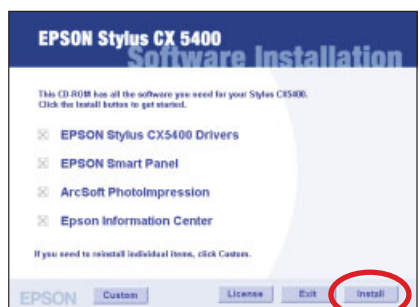 EPSON Stylus CX 5400
Software Installation
This CD-ROM has all the software you need for your Stylus CX5400.
Click the Install button to get started.
EPSON Stylus CX5400 Drivers
EPSON Smart Panel
ArcSoft PhotoImpression
Epson Information Center
If you need to reinstall individual items, click Custom.
EPSON Custom License Exit Install